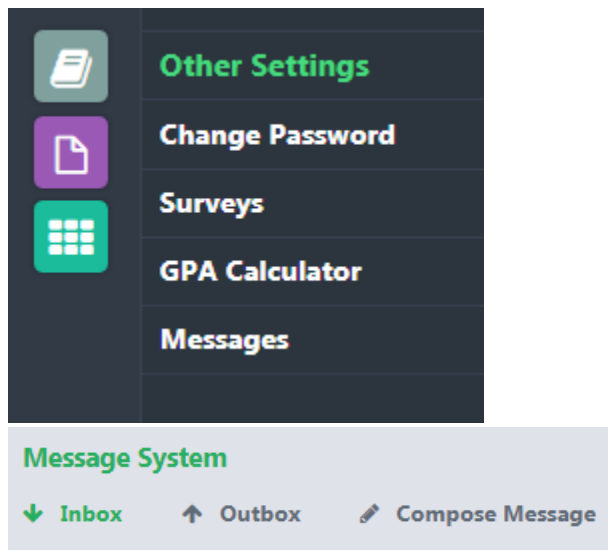 Other Settings
Change Password
Surveys
GPA Calculator
Messages
Message System
Inbox Outbox Compose Message